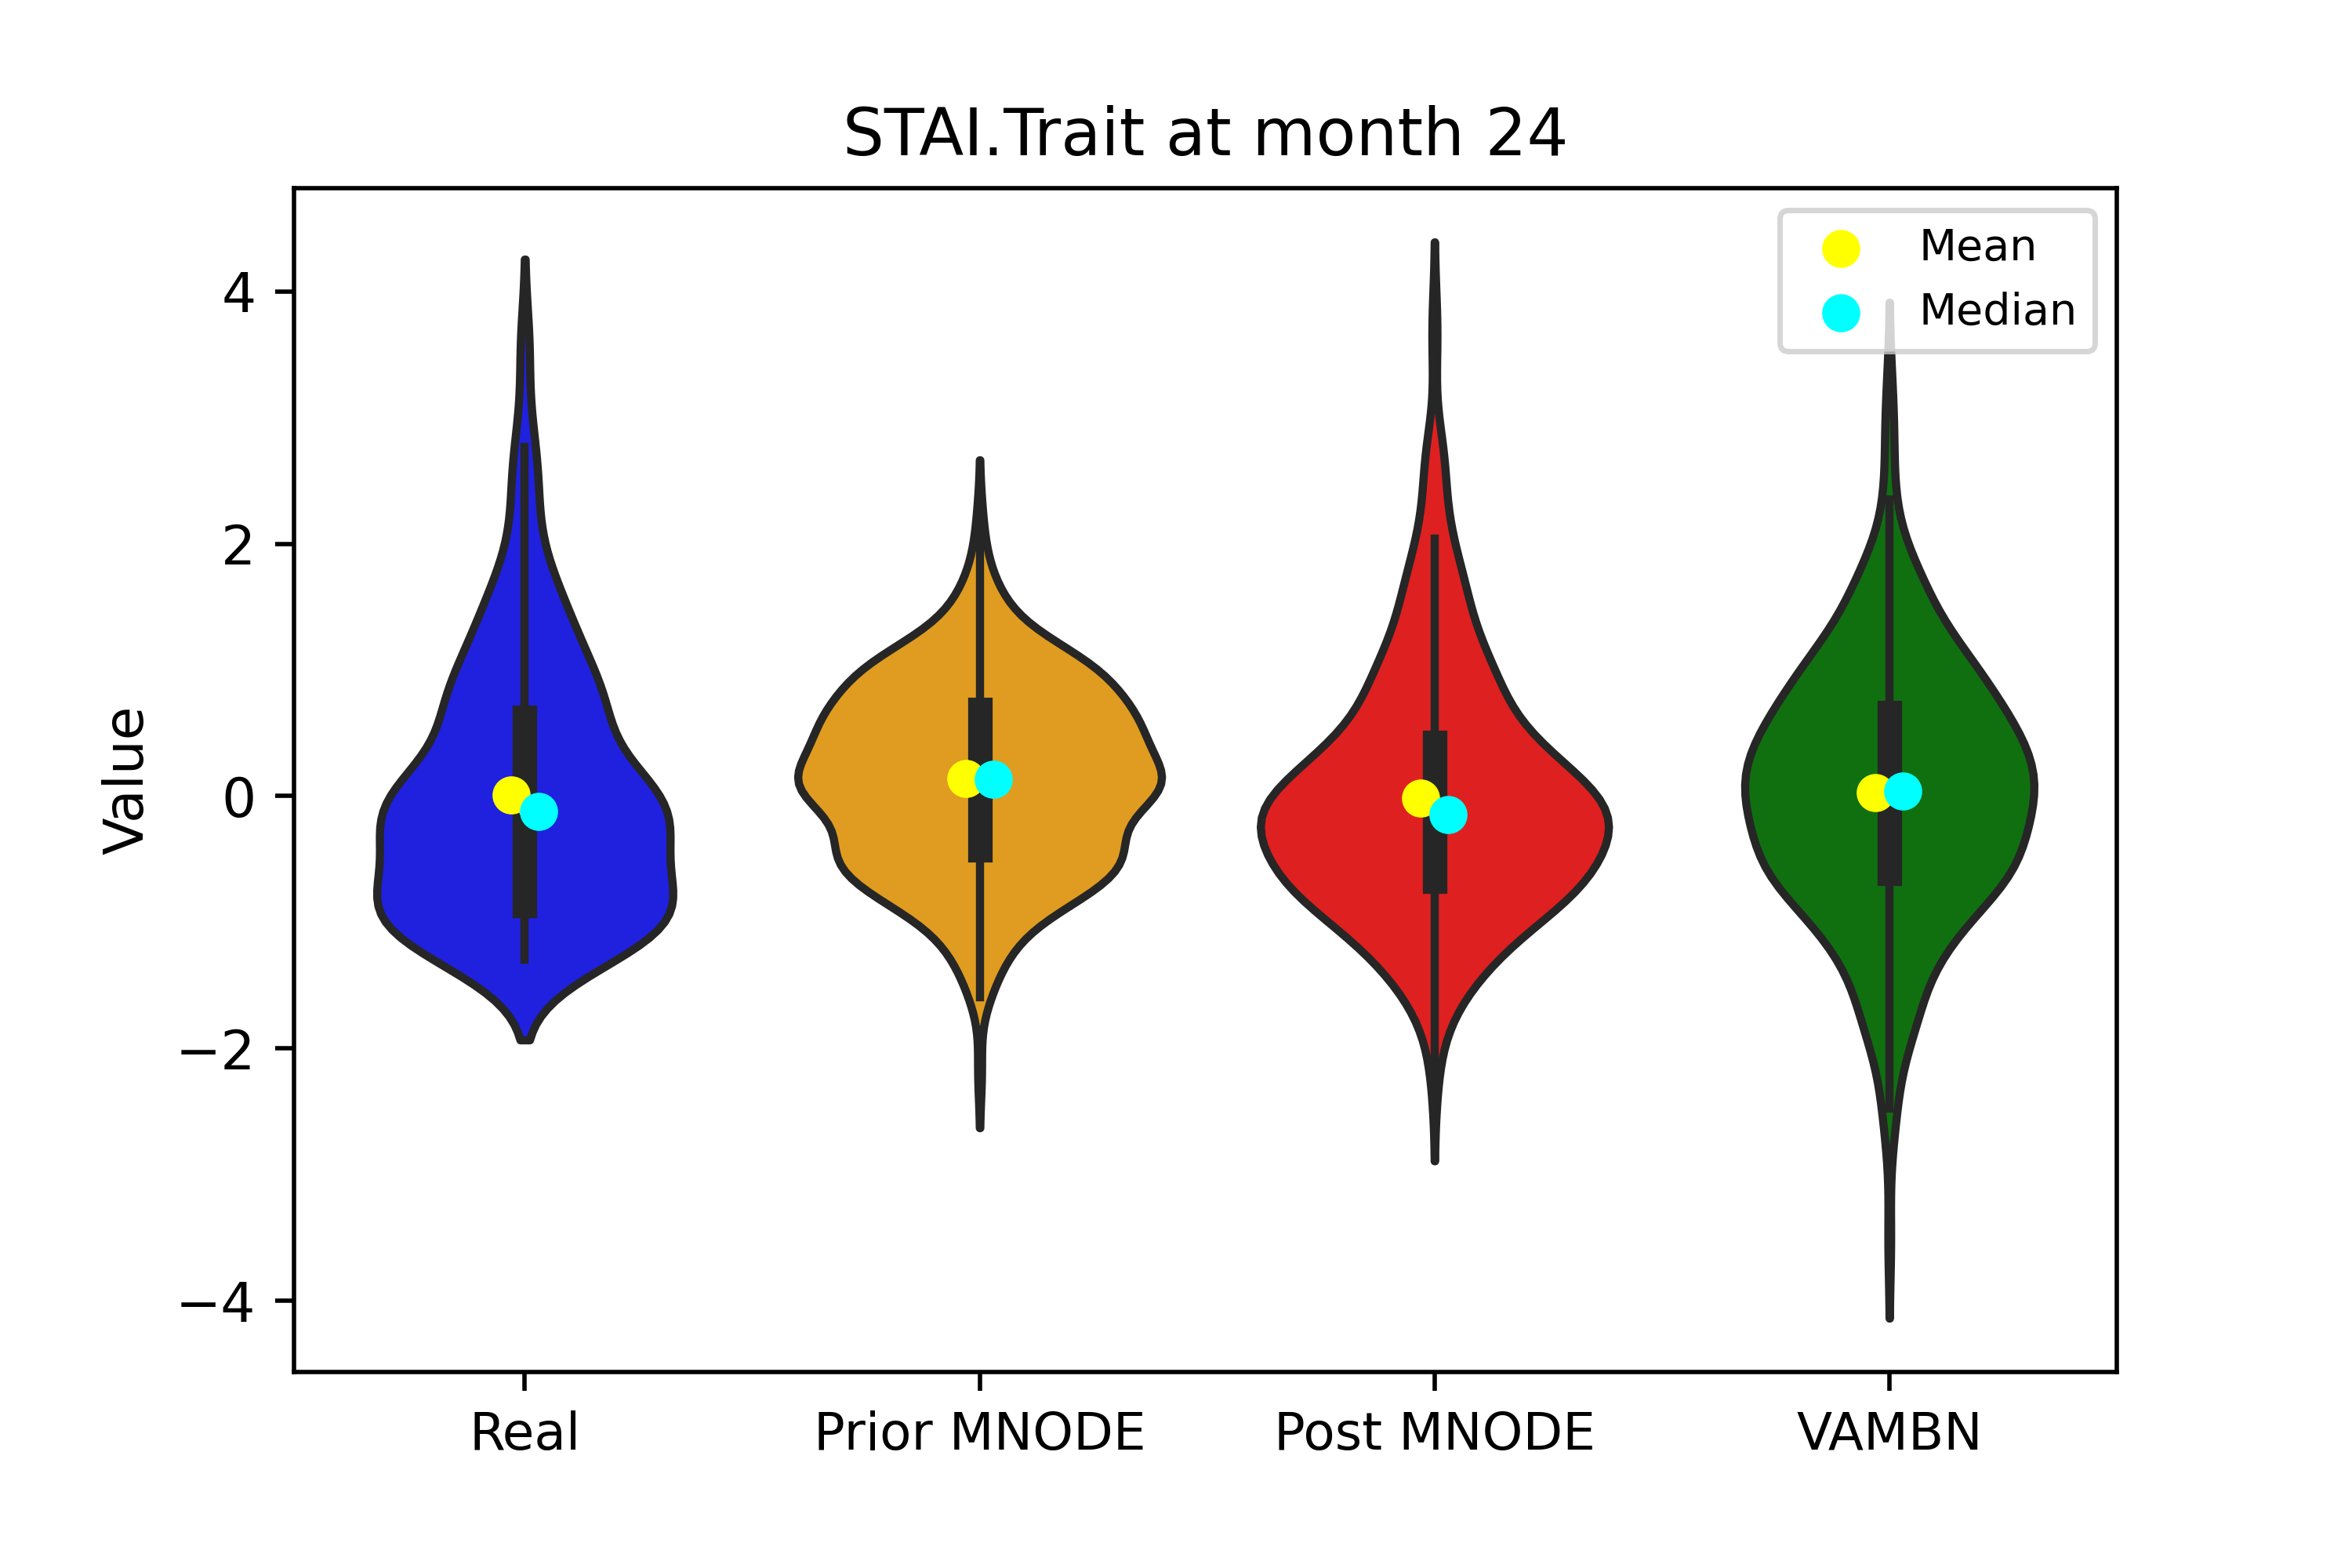 STAI.Trait at month 24
Mean
Median
Value
4
2
0
−2
−4
Real
Prior MNODE
Post MNODE
VAMBN